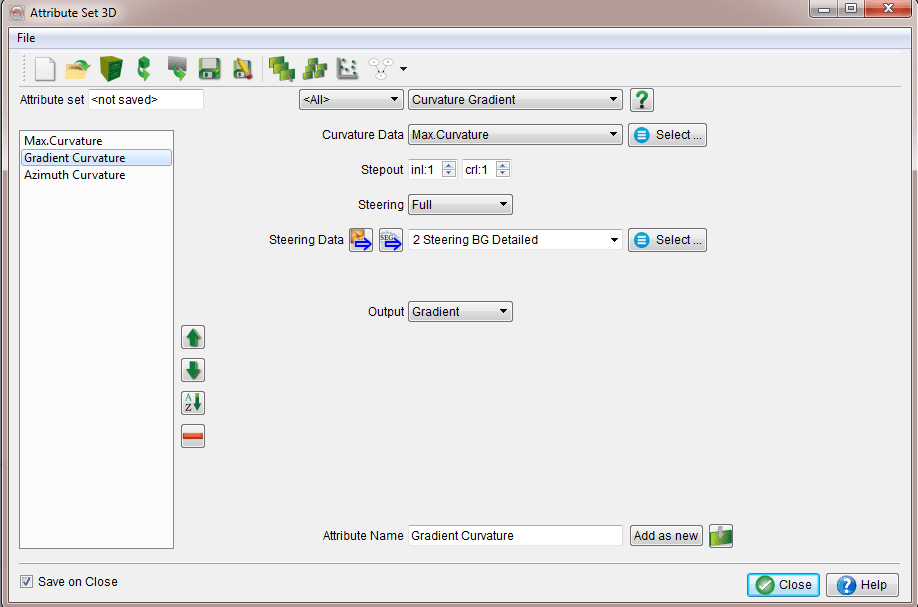 Attribute Set 3D
File
Attribute set <not saved> <All> Curvature Gradient ?
Max.Curvature
Gradient Curvature
Azimuth Curvature
Curvature Data Max.Curvature Select ...
Stepout inl:1 crl:1
Steering Full
Steering Data SEGY 2 Steering BG Detailed Select ...
Output Gradient
A
Z
Attribute Name Gradient Curvature Add as new
Save on Close
Close ? Help